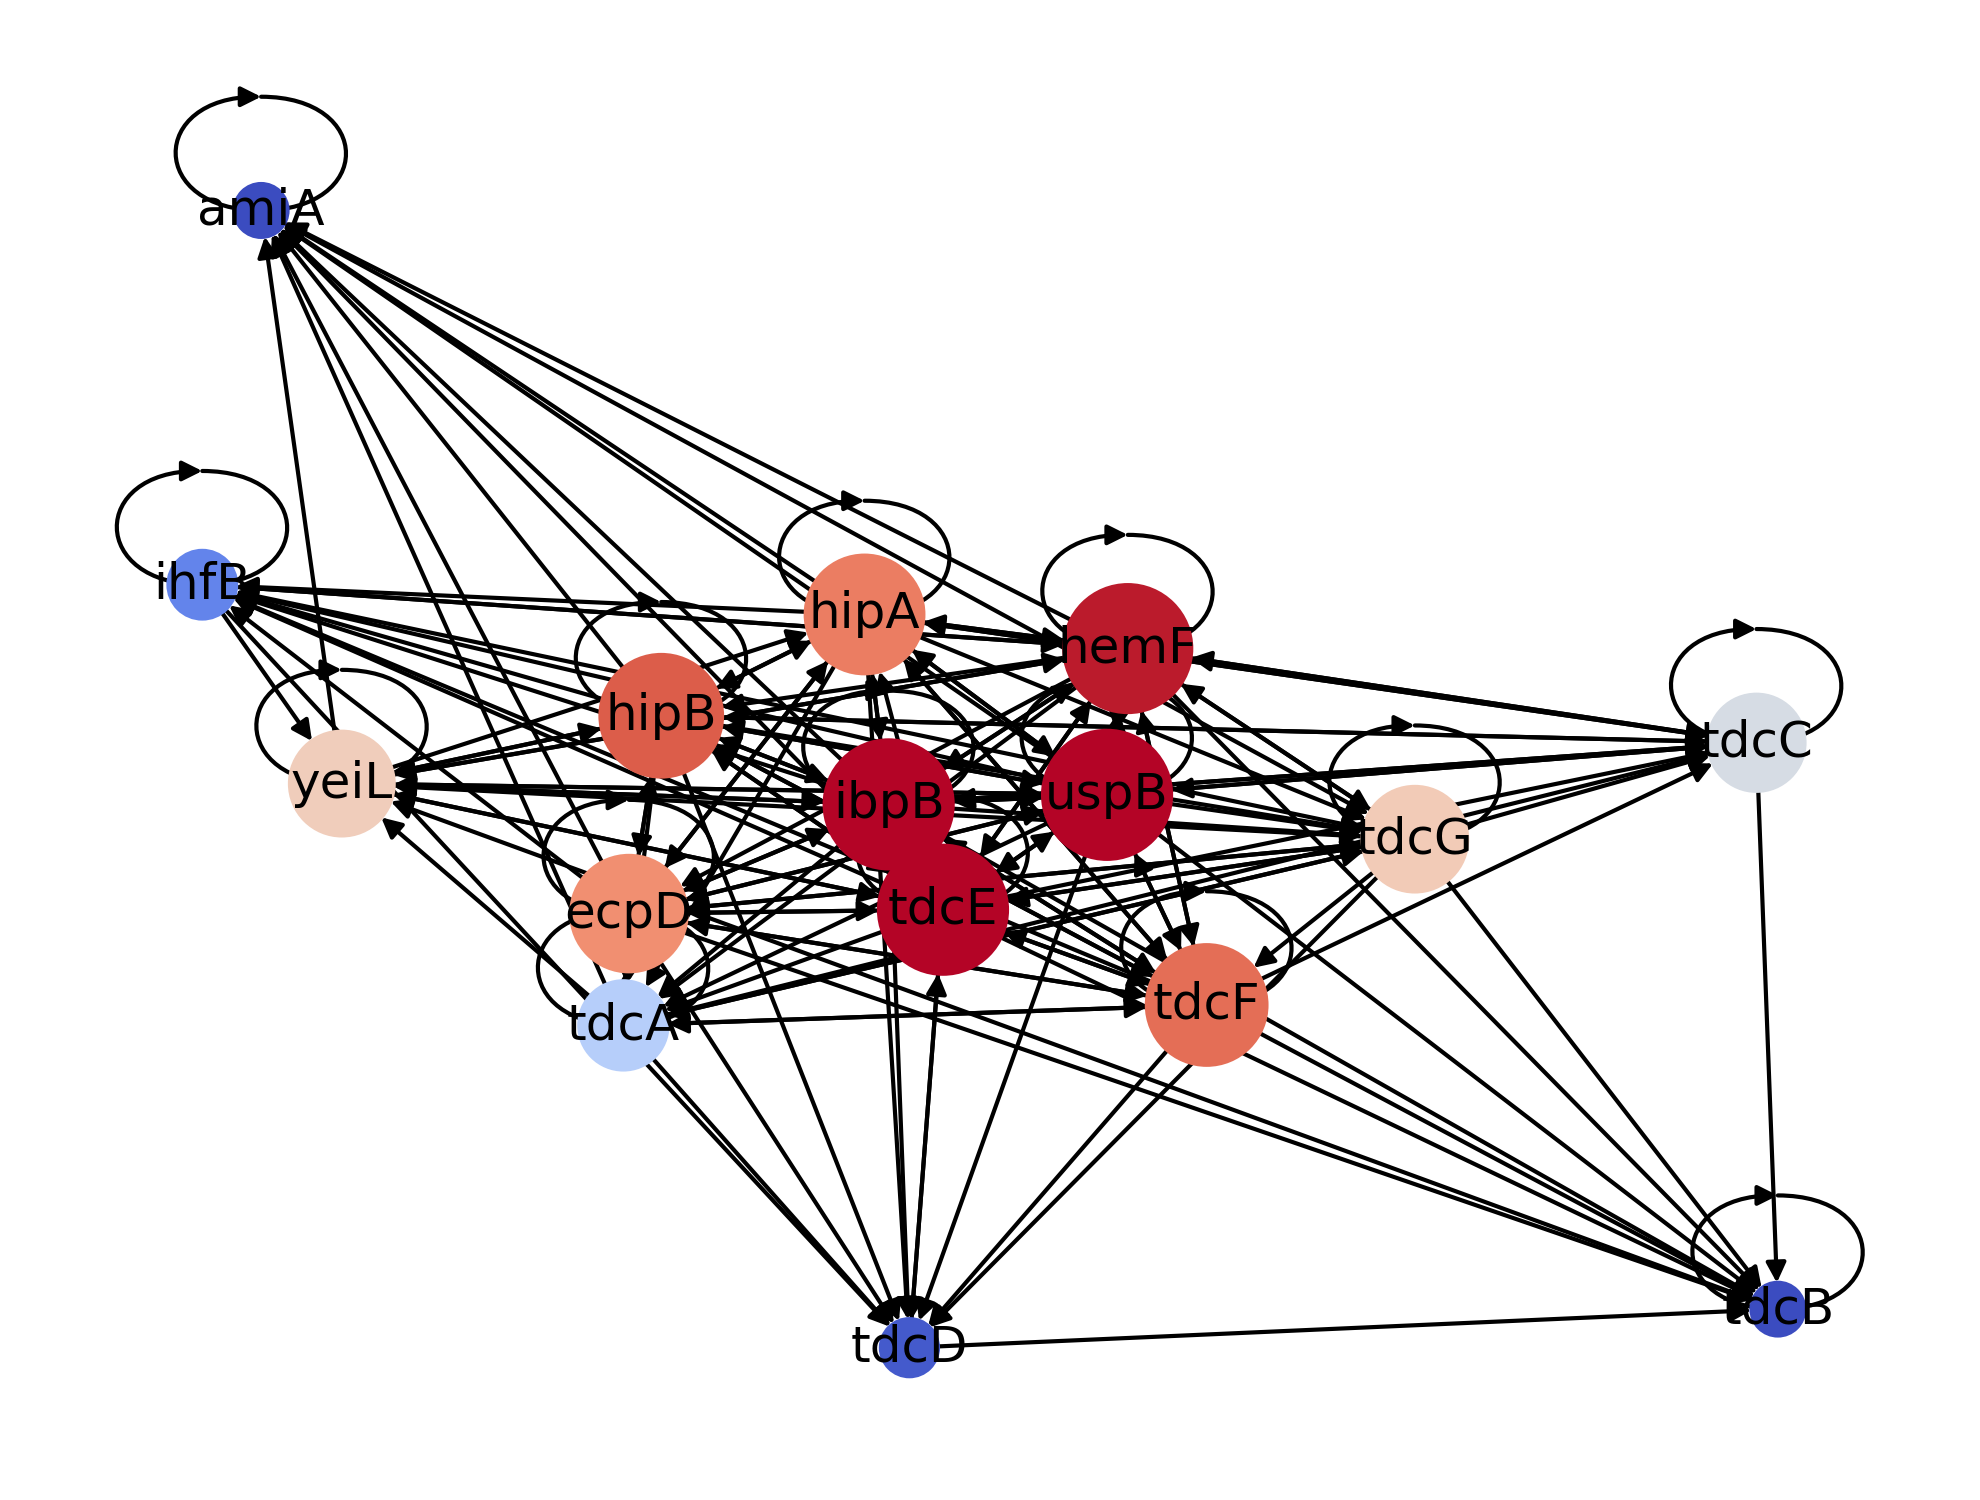 amiA
ihfB
hipA
hemF
hipB
tdcC
yeiL
ibpB
uspB
tdcG
ecpD
tdcE
tdcA
tdcF
tdcD
tdcB